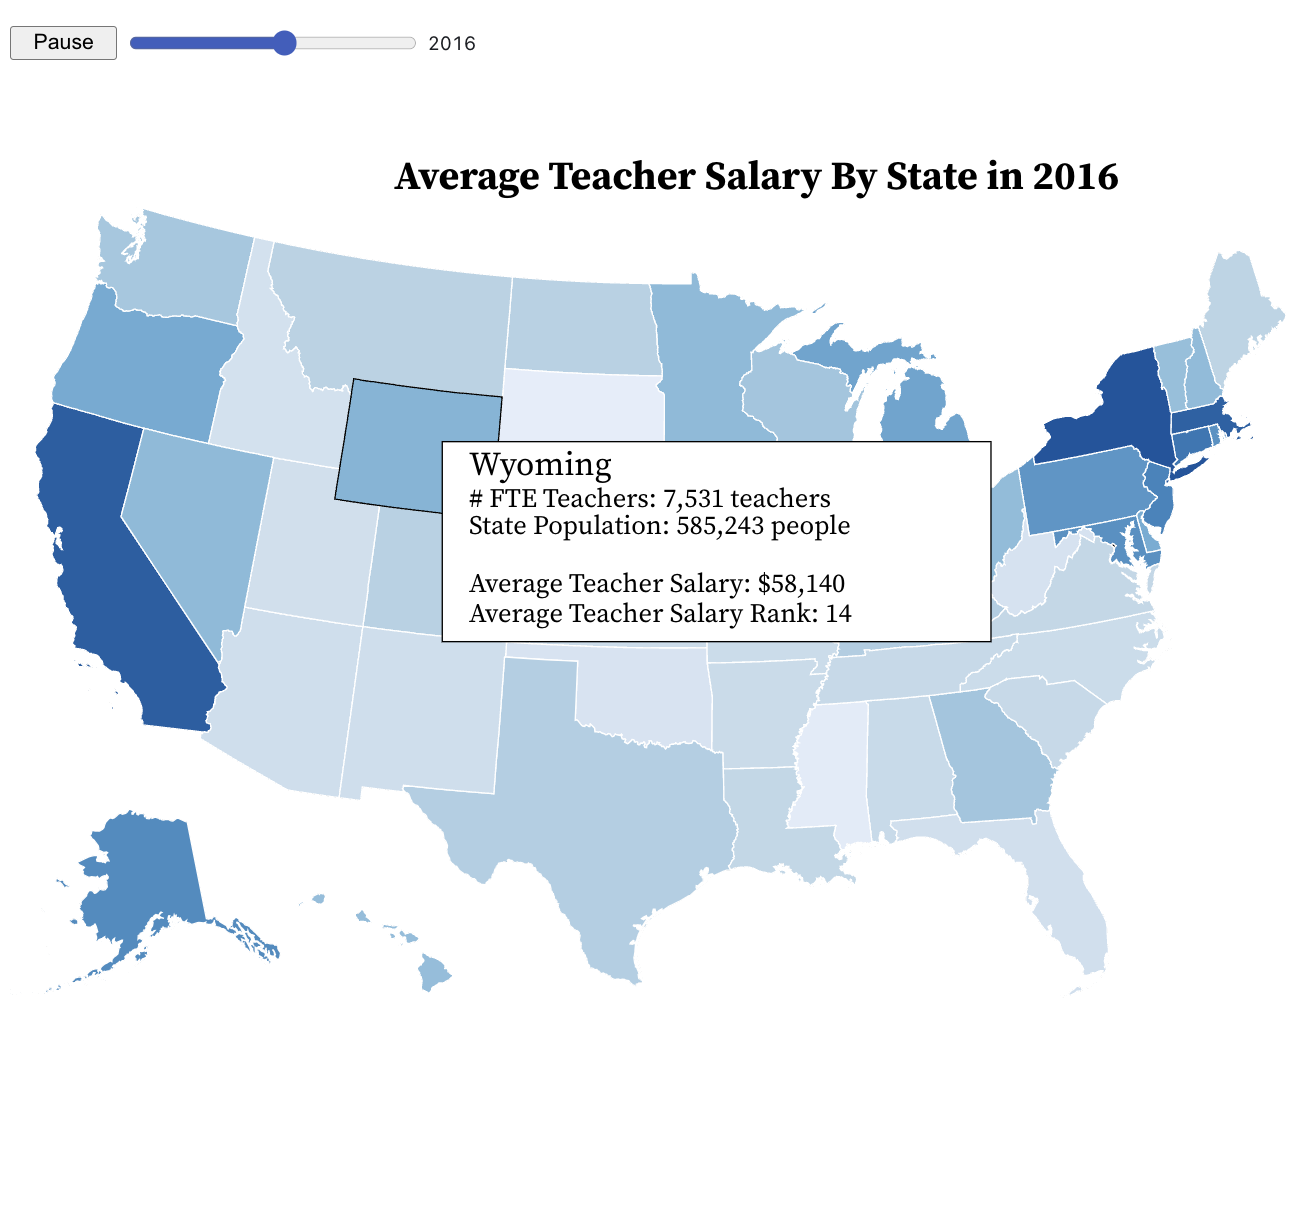 Pause
2016
Average Teacher Salary By State in 2016
Wyoming
# FTE Teachers: 7,531 teachers
State Population: 585,243 people
Average Teacher Salary: $58,140
Average Teacher Salary Rank: 14